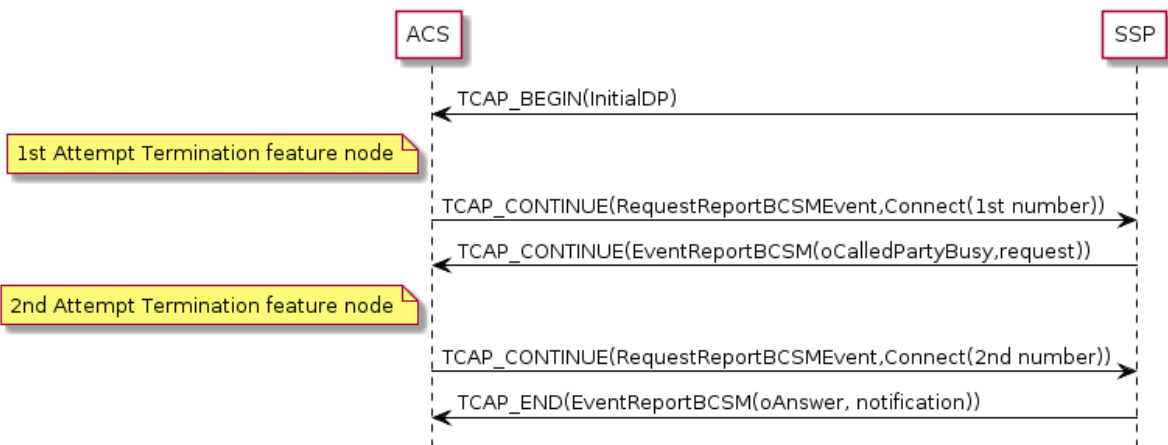 ACS SSP
TCAP_BEGIN(InitialDP)
1st Attempt Termination feature node
TCAP_CONTINUE(RequestReportBCSMEvent,Connect(1st number))
TCAP_CONTINUE(EventReportBCSM(oCalledPartyBusy,request))
2nd Attempt Termination feature node
TCAP_CONTINUE(RequestReportBCSMEvent,Connect(2nd number))
TCAP_END(EventReportBCSM(oAnswer, notification))